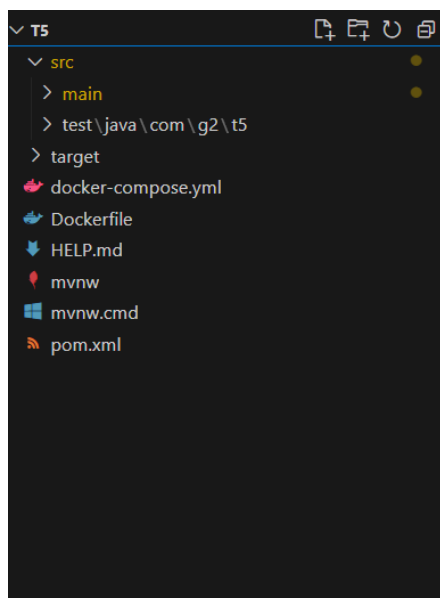 T5
src
main
test\java\com\g2\t5
target
docker-compose.yml
Dockerfile
HELP.md
mvnw
mvnw.cmd
pom.xml